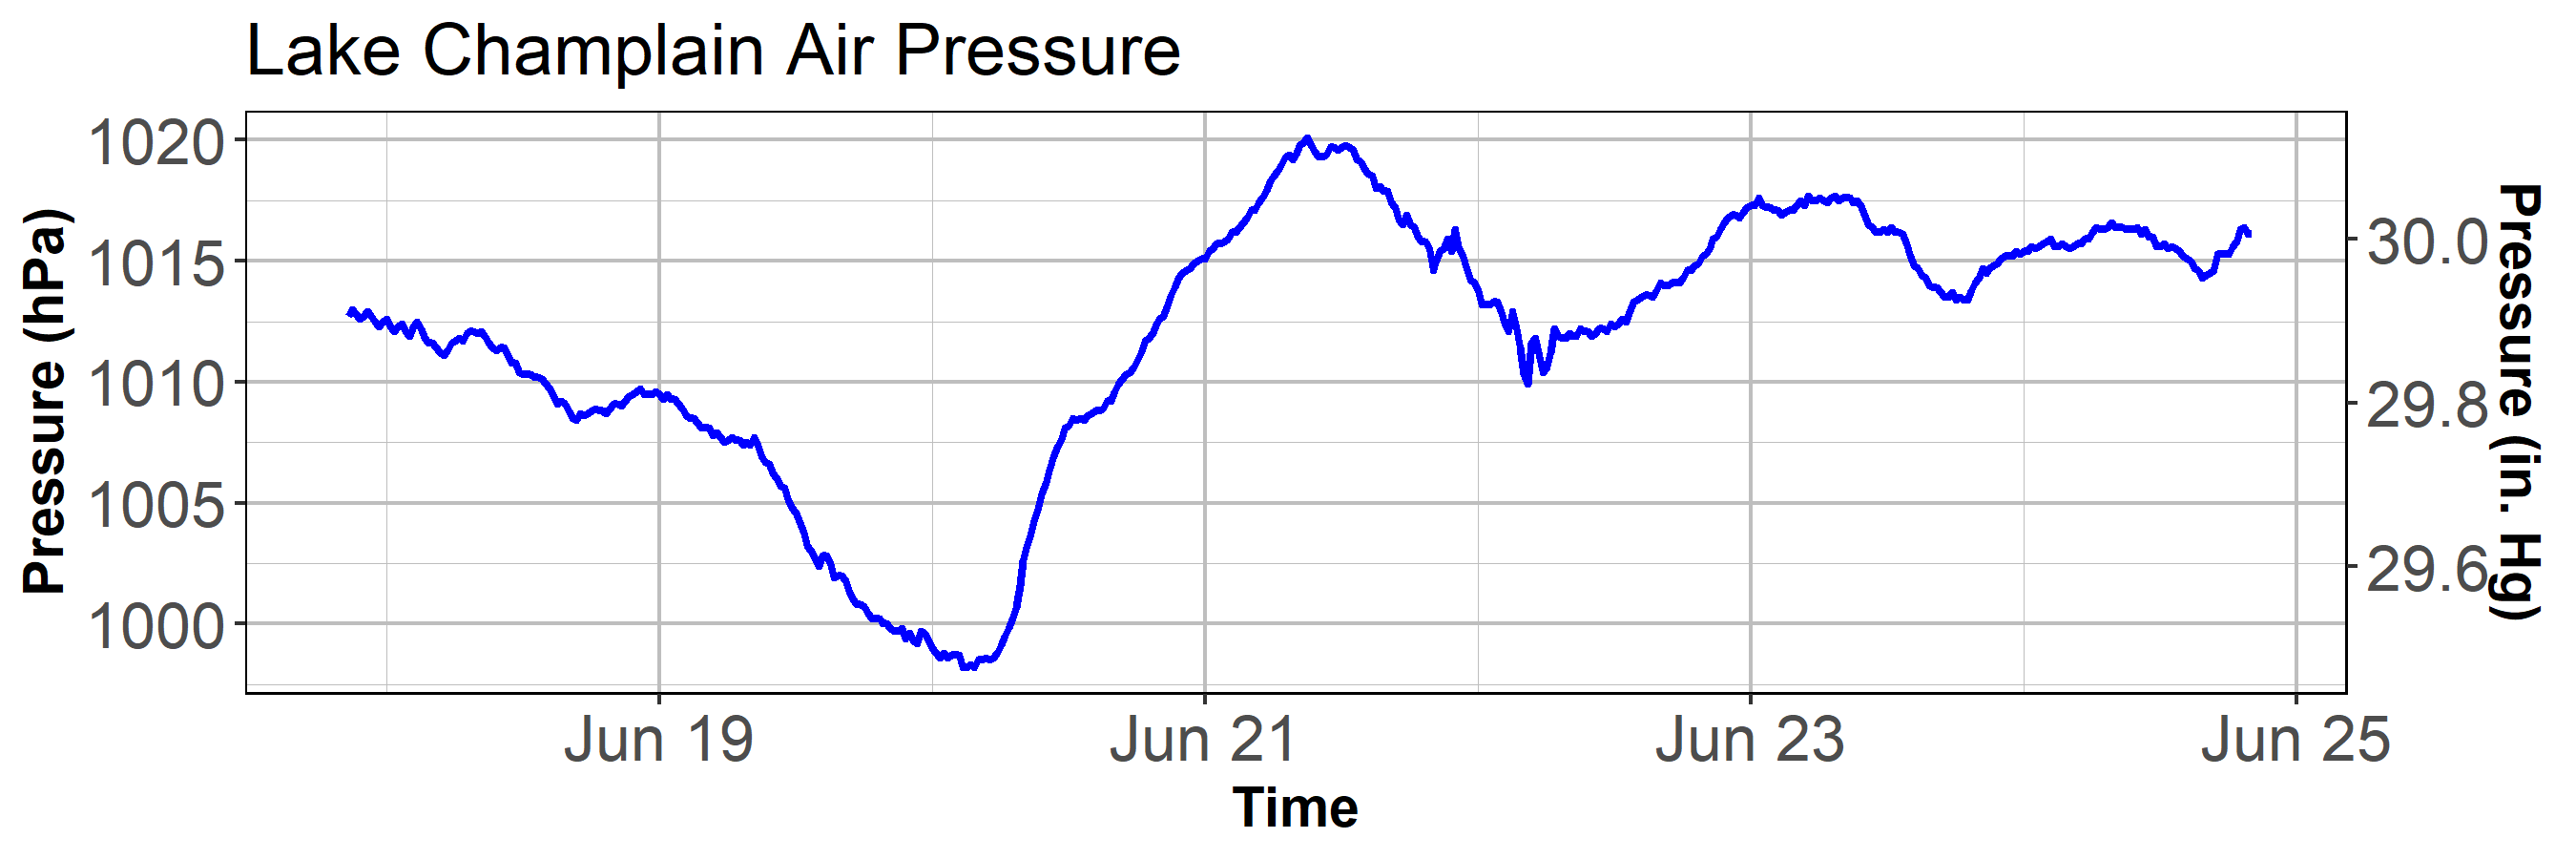 Lake Champlain Air Pressure
Pressure (hPa)
1020
1015
1010
1005
1000
30.0
29.8
29.6
Pressure (in. Hg)
Jun 19 Jun 21 Jun 23 Jun 25
Time